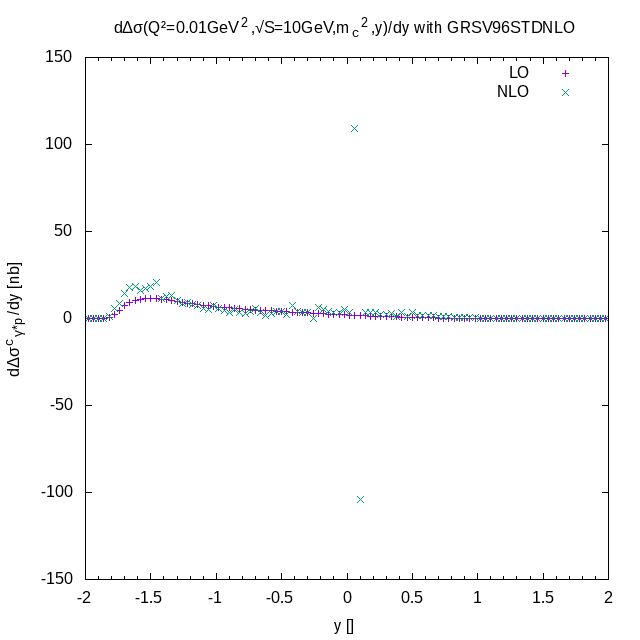 dΔσ(Q²=0.01GeV²,√S=10GeV,m_c²,y)/dy with GRSV96STDNLO
LO
NLO
150
100
50
0
-50
-100
-150
dΔσ^c_γ*p/dy [nb]
-2 -1.5 -1 -0.5 0 0.5 1 1.5 2
y []